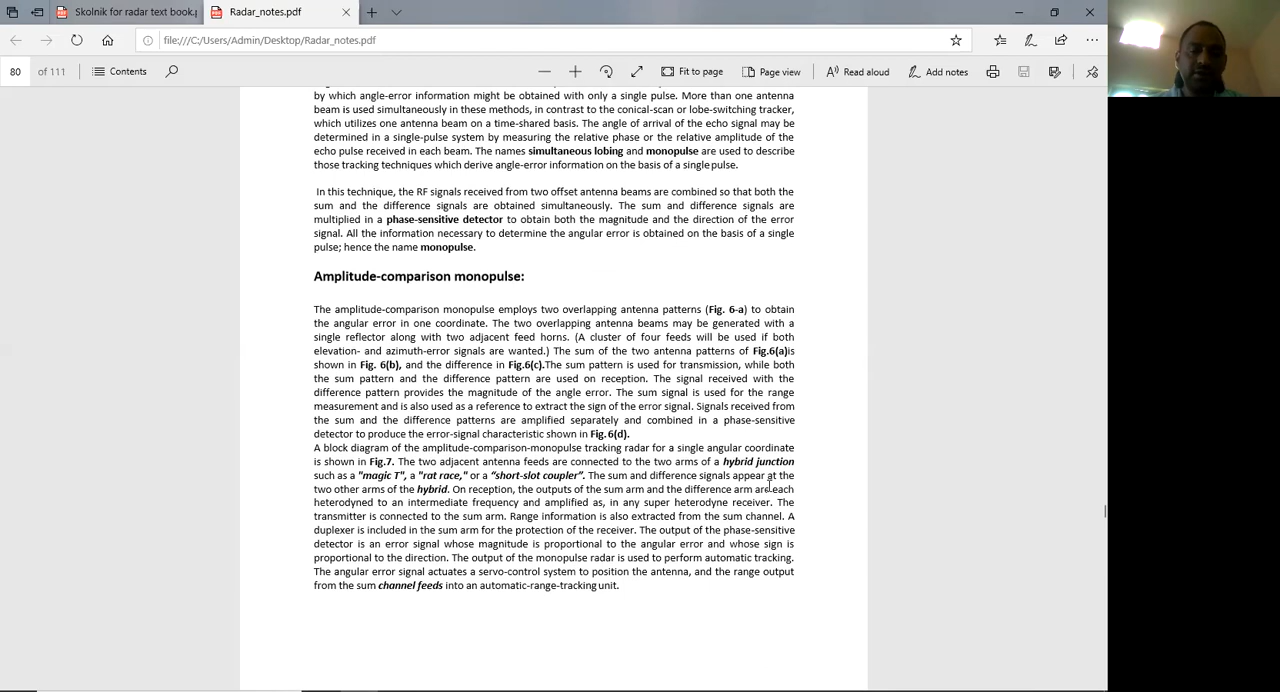 Skolnik for radar text book.p
Radar_notes.pdf
file:///C:/Users/Admin/Desktop/Radar_notes.pdf
80 of 111
Contents
Fit to page
Page view
Read aloud
Add notes
by which angle-error information might be obtained with only a single pulse. More than one antenna
beam is used simultaneously in these methods, in contrast to the conical-scan or lobe-switching tracker,
which utilizes one antenna beam on a time-shared basis. The angle of arrival of the echo signal may be
determined in a single-pulse system by measuring the relative phase or the relative amplitude of the
echo pulse received in each beam. The names simultaneous lobing and monopulse are used to describe
those tracking techniques which derive angle-error information on the basis of a single pulse.
In this technique, the RF signals received from two offset antenna beams are combined so that both the
sum and the difference signals are obtained simultaneously. The sum and difference signals are
multiplied in a phase-sensitive detector to obtain both the magnitude and the direction of the error
signal. All the information necessary to determine the angular error is obtained on the basis of a single
pulse; hence the name monopulse.
Amplitude-comparison monopulse:
The amplitude-comparison monopulse employs two overlapping antenna patterns (Fig. 6-a) to obtain
the angular error in one coordinate. The two overlapping antenna beams may be generated with a
single reflector along with two adjacent feed horns. (A cluster of four feeds will be used if both
elevation- and azimuth-error signals are wanted.) The sum of the two antenna patterns of Fig.6(a)is
shown in Fig. 6(b), and the difference in Fig.6(c).The sum pattern is used for transmission, while both
the sum pattern and the difference pattern are used on reception. The signal received with the
difference pattern provides the magnitude of the angle error. The sum signal is used for the range
measurement and is also used as a reference to extract the sign of the error signal. Signals received from
the sum and the difference patterns are amplified separately and combined in a phase-sensitive
detector to produce the error-signal characteristic shown in Fig.6(d).
A block diagram of the amplitude-comparison-monopulse tracking radar for a single angular coordinate
is shown in Fig.7. The two adjacent antenna feeds are connected to the two arms of a hybrid junction
such as a "magic T", a "rat race," or a “short-slot coupler”. The sum and difference signals appear at the
two other arms of the hybrid. On reception, the outputs of the sum arm and the difference arm are each
heterodyned to an intermediate frequency and amplified as, in any super heterodyne receiver. The
transmitter is connected to the sum arm. Range information is also extracted from the sum channel. A
duplexer is included in the sum arm for the protection of the receiver. The output of the phase-sensitive
detector is an error signal whose magnitude is proportional to the angular error and whose sign is
proportional to the direction. The output of the monopulse radar is used to perform automatic tracking.
The angular error signal actuates a servo-control system to position the antenna, and the range output
from the sum channel feeds into an automatic-range-tracking unit.